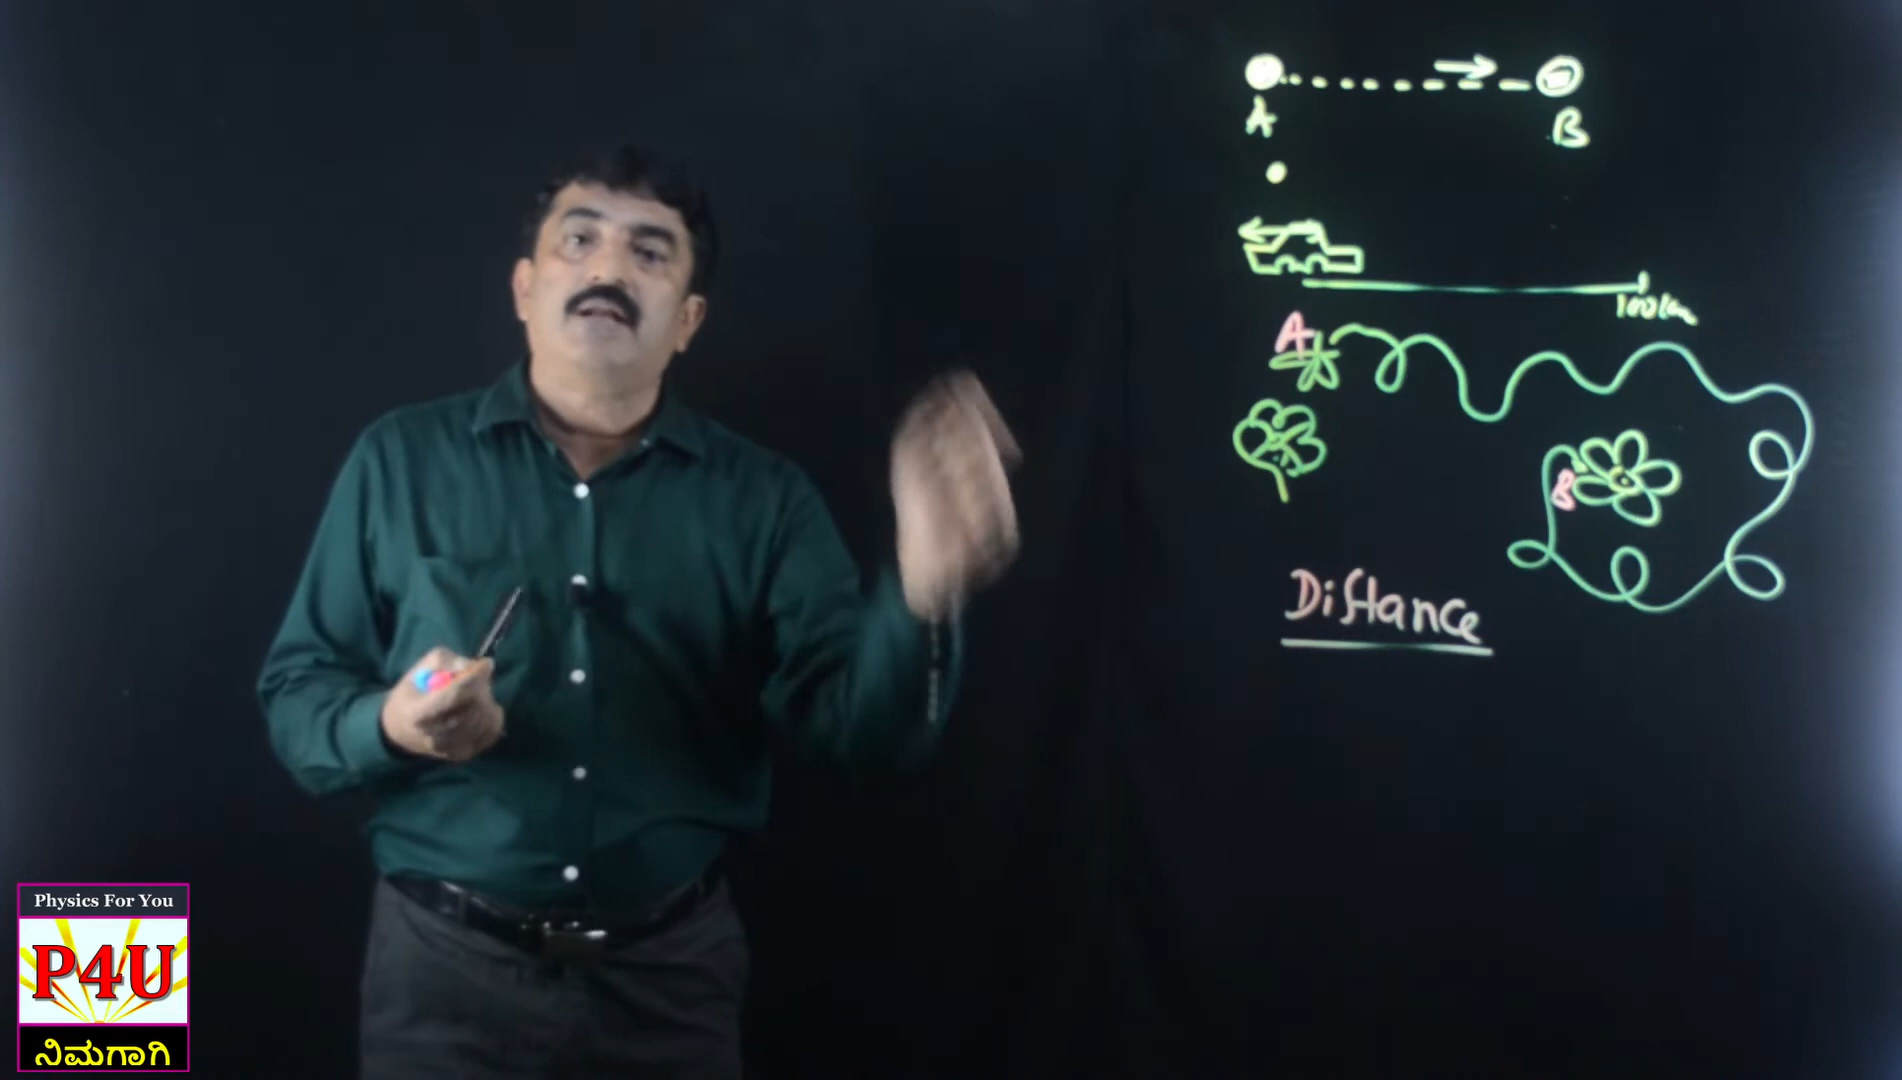 A
B
100km
A
B
Distance
Physics For You
P4U
ನಿಮಗಾಗಿ